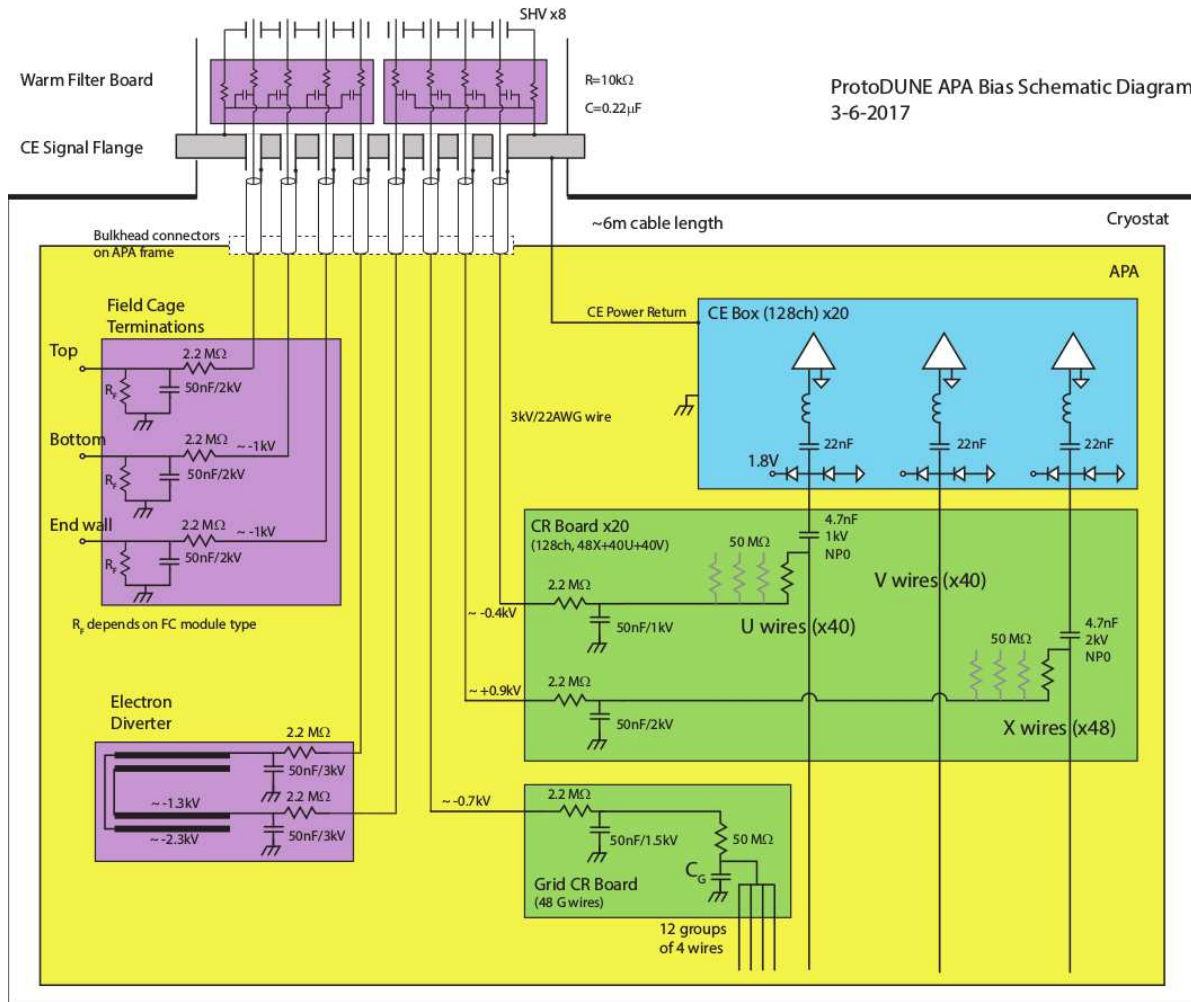 SHV x8
Warm Filter Board
R=10kΩ
C=0.22µF
ProtoDUNE APA Bias Schematic Diagram
3-6-2017
CE Signal Flange
~6m cable length
Cryostat
Bulkhead connectors
on APA frame
APA
Field Cage
Terminations
CE Power Return
CE Box (128ch) x20
Top
2.2 MΩ
R_F
50nF/2kV
3kV/22AWG wire
Bottom
2.2 MΩ
~ -1kV
R_F
50nF/2kV
22nF
22nF
22nF
1.8V
End wall
2.2 MΩ
~ -1kV
R_F
50nF/2kV
CR Board x20
(128ch, 48X+40U+40V)
50 MΩ
4.7nF
1kV
NP0
2.2 MΩ
V wires (x40)
~ -0.4kV
50nF/1kV
U wires (x40)
R_F depends on FC module type
50 MΩ
4.7nF
2kV
NP0
2.2 MΩ
~ +0.9kV
50nF/2kV
X wires (x48)
Electron
Diverter
2.2 MΩ
50nF/3kV
2.2 MΩ
~ -1.3kV
50nF/3kV
~ -2.3kV
~ -0.7kV
2.2 MΩ
50nF/1.5kV
50 MΩ
C_G
Grid CR Board
(48 G wires)
12 groups
of 4 wires